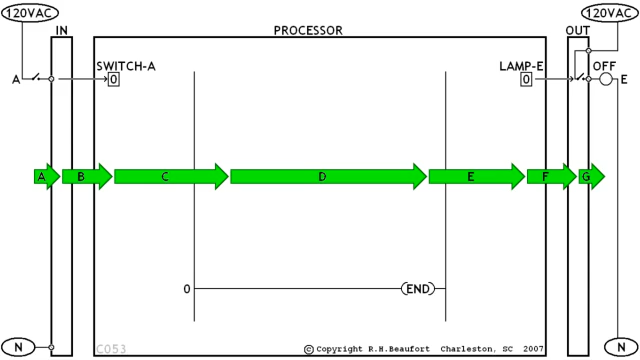 120VAC 120VAC
IN PROCESSOR OUT
SWITCH-A LAMP-E OFF
A 0 0 E
A B C D E F G
0 (END)
N N
C053 © Copyright R.H.Beaufort Charleston, SC 2007